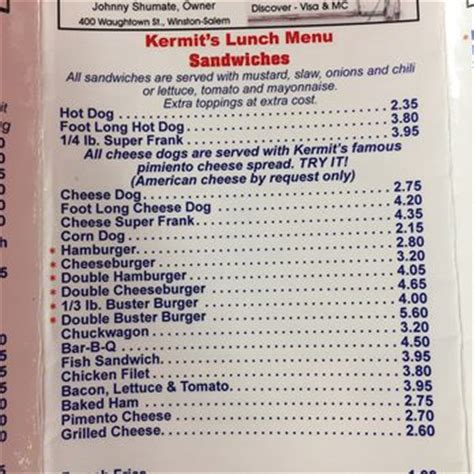 Johnny Shumate, Owner
400 Waughtown St., Winston-Salem
Discover - Visa & MC
Kermit's Lunch Menu
Sandwiches
All sandwiches are served with mustard, slaw, onions and chili
or lettuce, tomato and mayonnaise.
Extra toppings at extra cost.
Hot Dog 2.35
Foot Long Hot Dog 3.80
1/4 lb. Super Frank 3.95
All cheese dogs are served with Kermit's famous
pimiento cheese spread. TRY IT!
(American cheese by request only)
Cheese Dog 2.75
Foot Long Cheese Dog 4.20
Cheese Super Frank 4.35
Corn Dog 2.15
* Hamburger 2.80
* Cheeseburger 3.20
* Double Hamburger 4.05
* Double Cheeseburger 4.65
* 1/3 lb. Buster Burger 4.00
* Double Buster Burger 5.60
Chuckwagon 3.20
Bar-B-Q 4.50
Fish Sandwich 3.95
Chicken Filet 3.80
Bacon, Lettuce & Tomato 3.95
Baked Ham 2.75
Pimento Cheese 2.70
Grilled Cheese 2.60